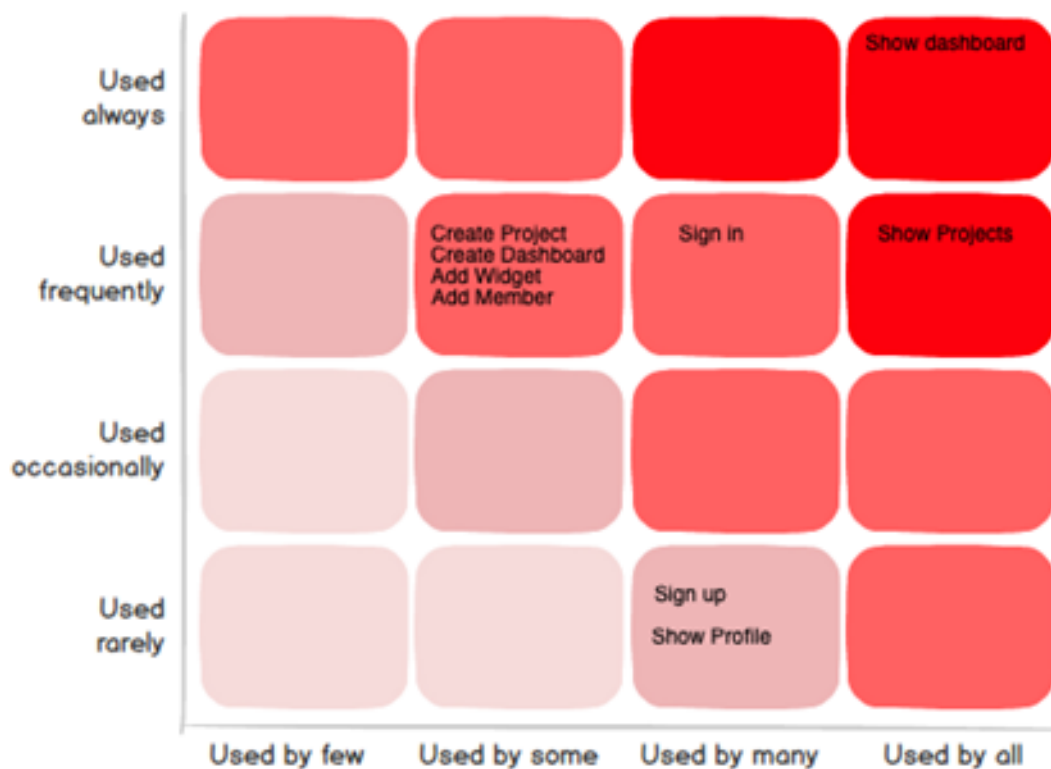 Used
always
Show dashboard
Used
frequently
Create Project
Create Dashboard
Add Widget
Add Member
Sign in
Show Projects
Used
occasionally
Used
rarely
Sign up
Show Profile
Used by few
Used by some
Used by many
Used by all